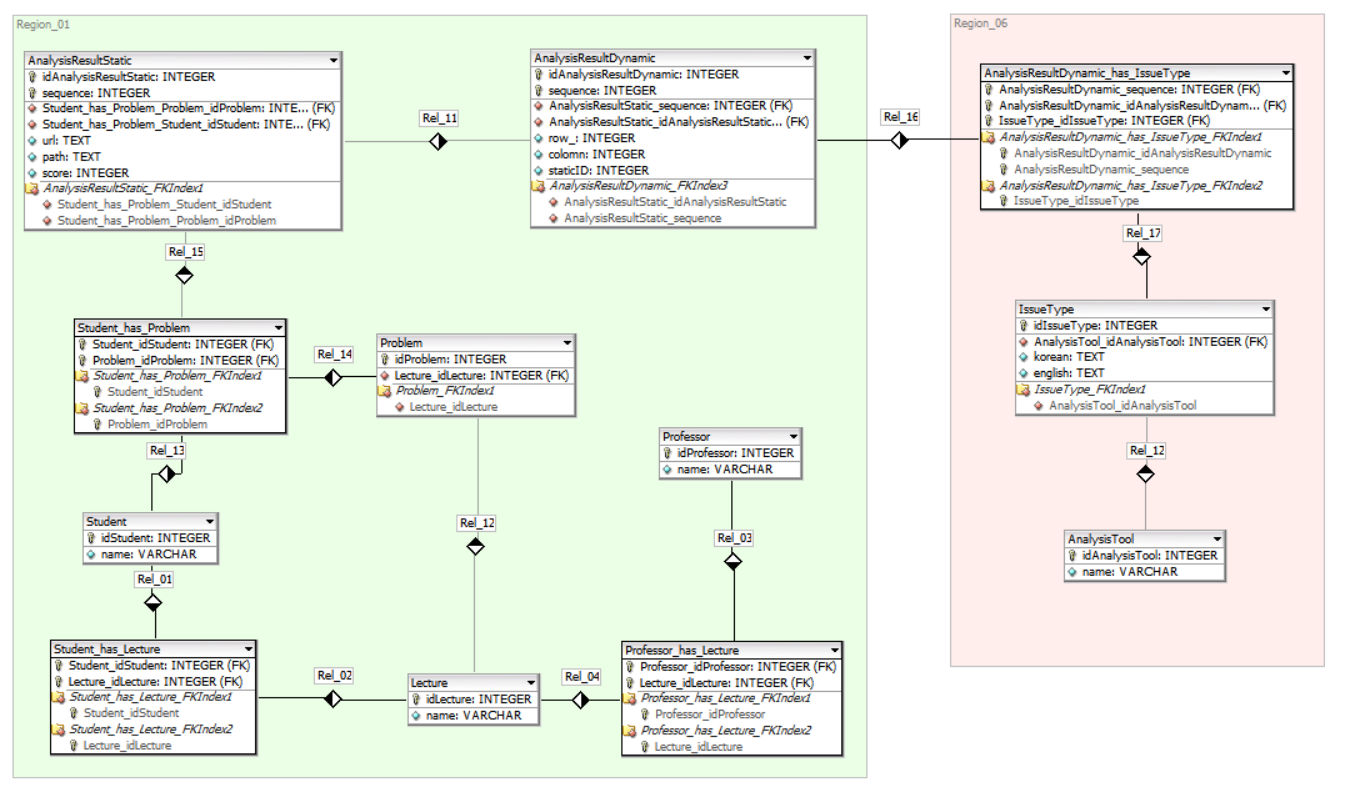 Region_01
AnalysisResultStatic
idAnalysisResultStatic: INTEGER
sequence: INTEGER
Student_has_Problem_Problem_idProblem: INTE... (FK)
Student_has_Problem_Student_idStudent: INTE... (FK)
url: TEXT
path: TEXT
score: INTEGER
AnalysisResultStatic_FKIndex1
Student_has_Problem_Student_idStudent
Student_has_Problem_Problem_idProblem
Rel_11
AnalysisResultDynamic
idAnalysisResultDynamic: INTEGER
sequence: INTEGER
AnalysisResultStatic_sequence: INTEGER (FK)
AnalysisResultStatic_idAnalysisResultStatic... (FK)
row_: INTEGER
colomn: INTEGER
staticID: INTEGER
AnalysisResultDynamic_FKIndex3
AnalysisResultStatic_idAnalysisResultStatic
AnalysisResultStatic_sequence
Rel_16
Rel_15
Student_has_Problem
Student_idStudent: INTEGER (FK)
Problem_idProblem: INTEGER (FK)
Student_has_Problem_FKIndex1
Student_idStudent
Student_has_Problem_FKIndex2
Problem_idProblem
Rel_14
Problem
idProblem: INTEGER
Lecture_idLecture: INTEGER (FK)
Problem_FKIndex1
Lecture_idLecture
Rel_13
Professor
idProfessor: INTEGER
name: VARCHAR
Student
idStudent: INTEGER
name: VARCHAR
Rel_12
Rel_03
Rel_01
Student_has_Lecture
Student_idStudent: INTEGER (FK)
Lecture_idLecture: INTEGER (FK)
Student_has_Lecture_FKIndex1
Student_idStudent
Student_has_Lecture_FKIndex2
Lecture_idLecture
Rel_02
Lecture
idLecture: INTEGER
name: VARCHAR
Rel_04
Professor_has_Lecture
Professor_idProfessor: INTEGER (FK)
Lecture_idLecture: INTEGER (FK)
Professor_has_Lecture_FKIndex1
Professor_idProfessor
Professor_has_Lecture_FKIndex2
Lecture_idLecture
Region_06
AnalysisResultDynamic_has_IssueType
AnalysisResultDynamic_sequence: INTEGER (FK)
AnalysisResultDynamic_idAnalysisResultDynam... (FK)
IssueType_idIssueType: INTEGER (FK)
AnalysisResultDynamic_has_IssueType_FKIndex1
AnalysisResultDynamic_idAnalysisResultDynamic
AnalysisResultDynamic_sequence
AnalysisResultDynamic_has_IssueType_FKIndex2
IssueType_idIssueType
Rel_17
IssueType
idIssueType: INTEGER
AnalysisTool_idAnalysisTool: INTEGER (FK)
korean: TEXT
english: TEXT
IssueType_FKIndex1
AnalysisTool_idAnalysisTool
Rel_12
AnalysisTool
idAnalysisTool: INTEGER
name: VARCHAR